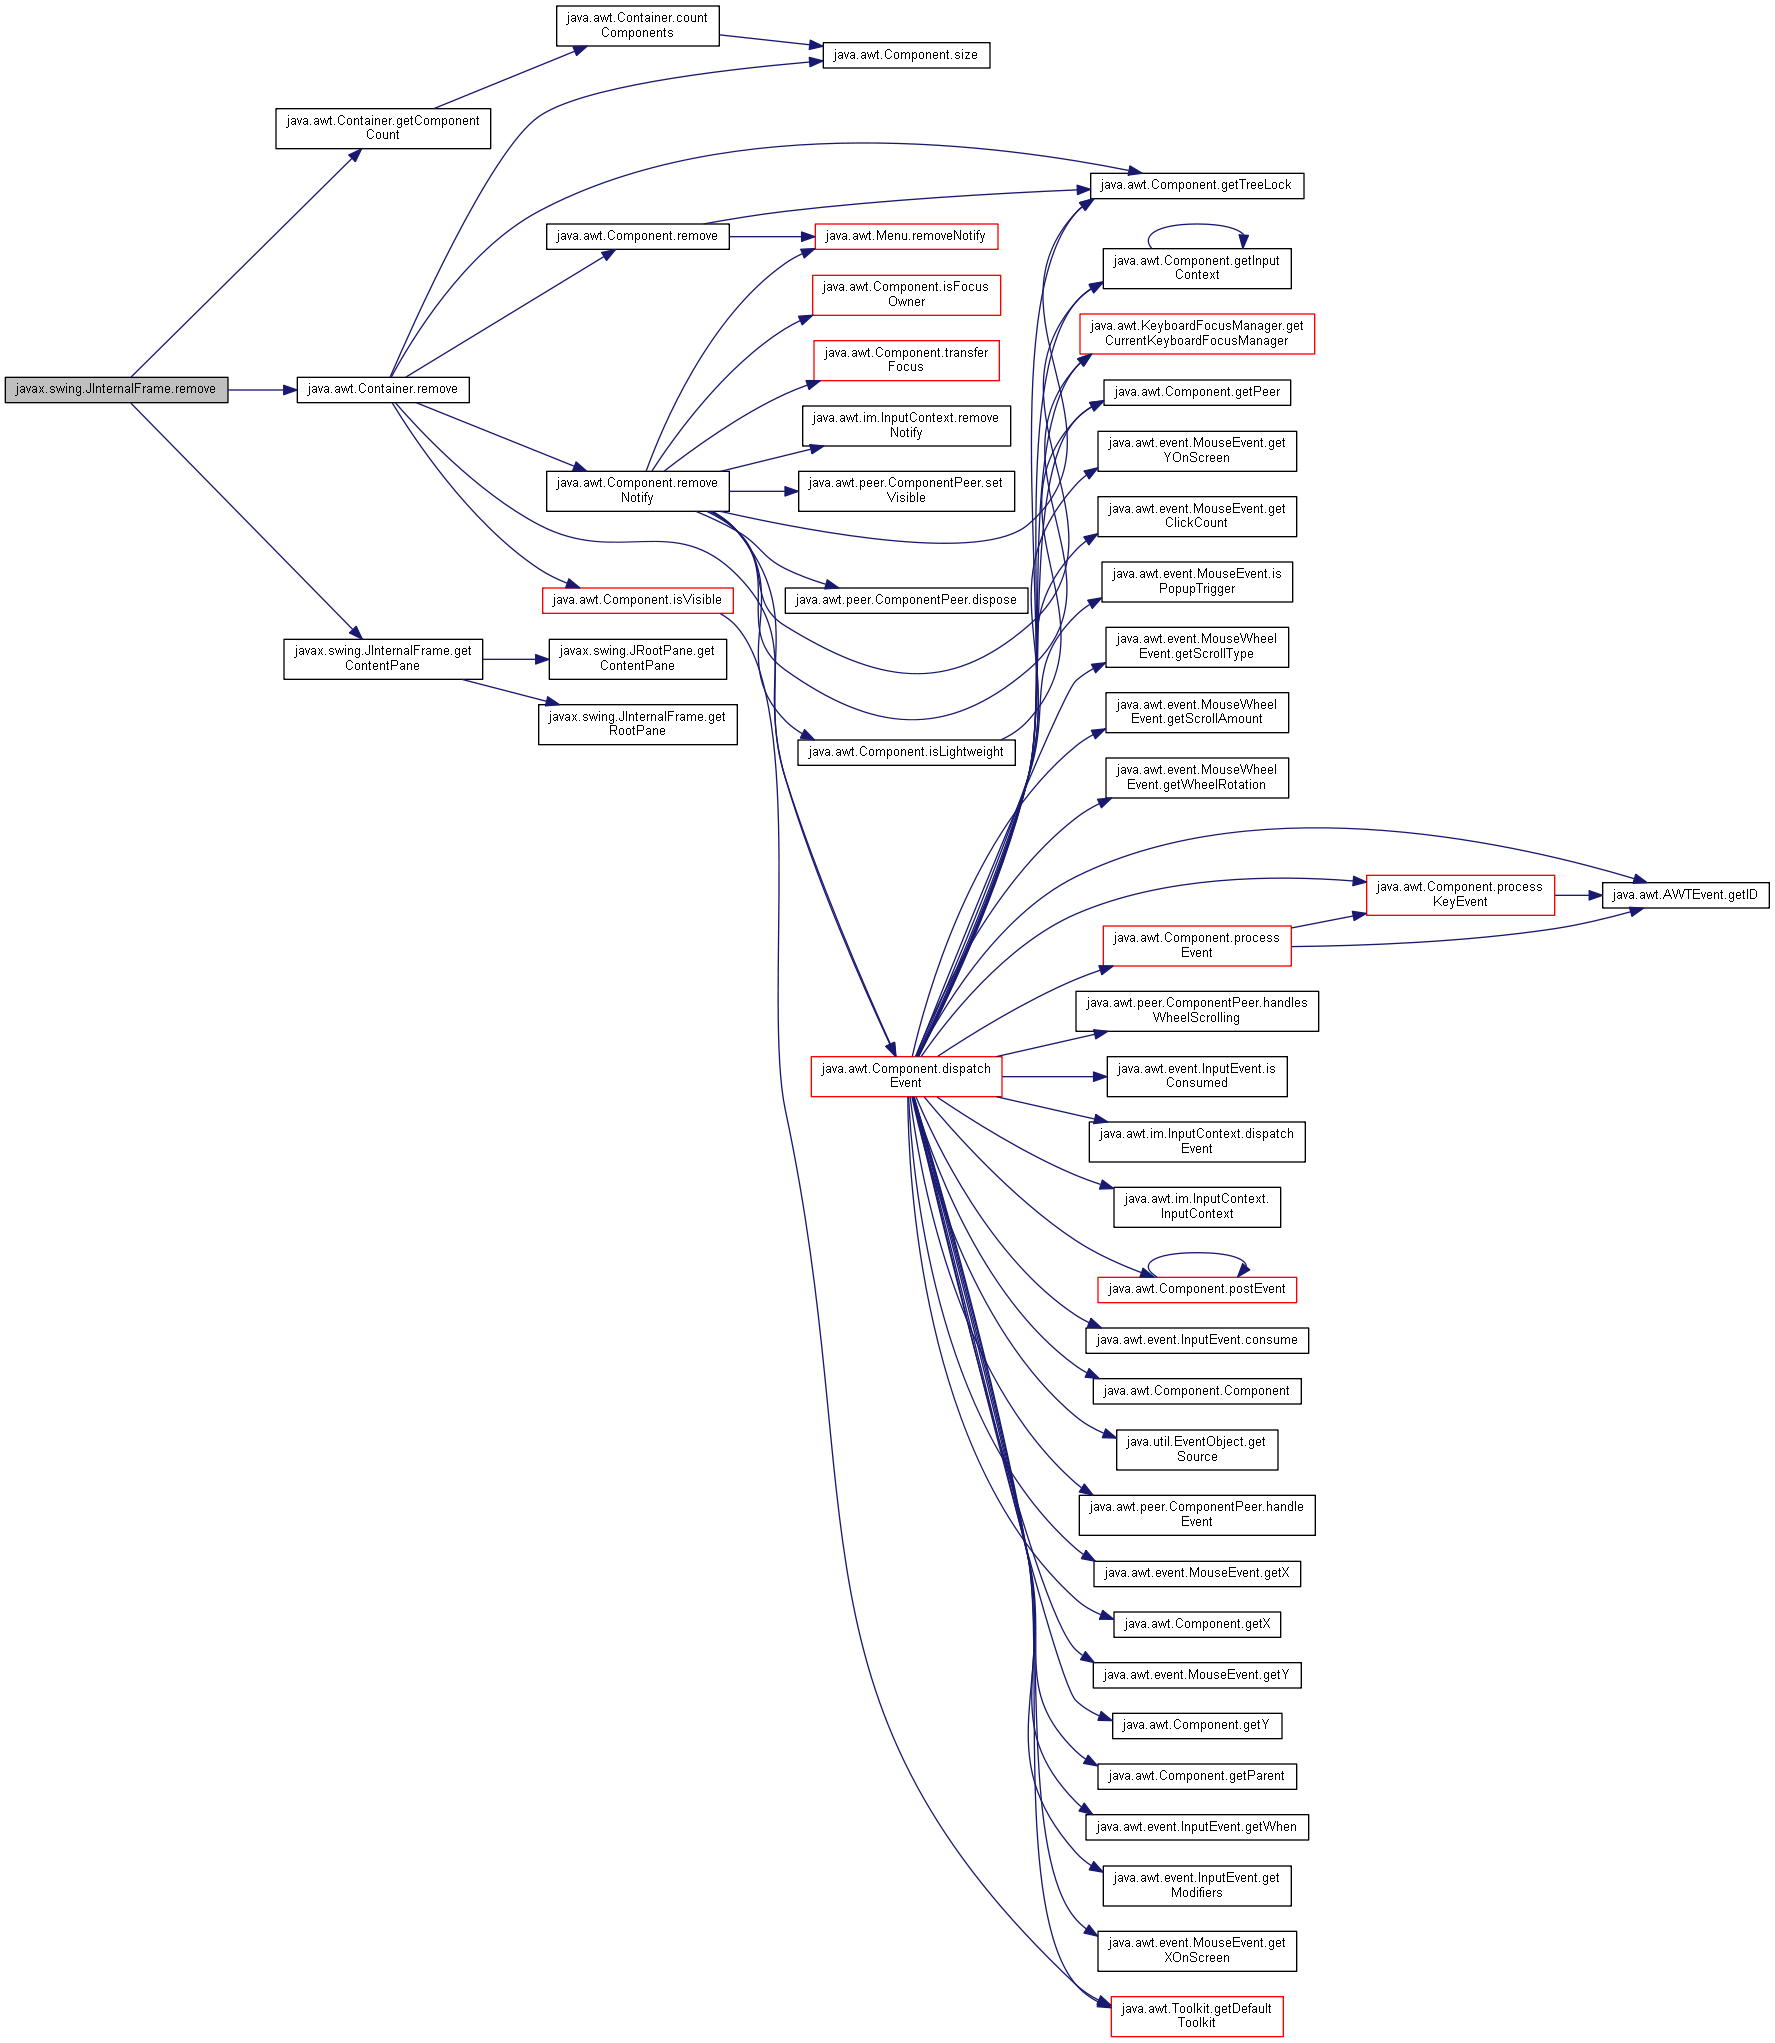 java.awt.Container.count
Components
java.awt.Component.size
java.awt.Container.getComponent
Count
java.awt.Component.getTreeLock
java.awt.Component.remove
java.awt.Menu.removeNotify
java.awt.Component.getInput
Context
java.awt.Component.isFocus
Owner
java.awt.KeyboardFocusManager.get
CurrentKeyboardFocusManager
java.awt.Component.transfer
Focus
javax.swing.JInternalFrame.remove
java.awt.Container.remove
java.awt.Component.getPeer
java.awt.im.InputContext.remove
Notify
java.awt.event.MouseEvent.get
YOnScreen
java.awt.Component.remove
Notify
java.awt.peer.ComponentPeer.set
Visible
java.awt.event.MouseEvent.get
ClickCount
java.awt.event.MouseEvent.is
PopupTrigger
java.awt.Component.isVisible
java.awt.peer.ComponentPeer.dispose
java.awt.event.MouseWheel
Event.getScrollType
javax.swing.JInternalFrame.get
ContentPane
javax.swing.JRootPane.get
ContentPane
java.awt.event.MouseWheel
Event.getScrollAmount
javax.swing.JInternalFrame.get
RootPane
java.awt.Component.isLightweight
java.awt.event.MouseWheel
Event.getWheelRotation
java.awt.Component.process
KeyEvent
java.awt.AWTEvent.getID
java.awt.Component.process
Event
java.awt.peer.ComponentPeer.handles
WheelScrolling
java.awt.Component.dispatch
Event
java.awt.event.InputEvent.is
Consumed
java.awt.im.InputContext.dispatch
Event
java.awt.im.InputContext.
InputContext
java.awt.Component.postEvent
java.awt.event.InputEvent.consume
java.awt.Component.Component
java.util.EventObject.get
Source
java.awt.peer.ComponentPeer.handle
Event
java.awt.event.MouseEvent.getX
java.awt.Component.getX
java.awt.event.MouseEvent.getY
java.awt.Component.getY
java.awt.Component.getParent
java.awt.event.InputEvent.getWhen
java.awt.event.InputEvent.get
Modifiers
java.awt.event.MouseEvent.get
XOnScreen
java.awt.Toolkit.getDefault
Toolkit